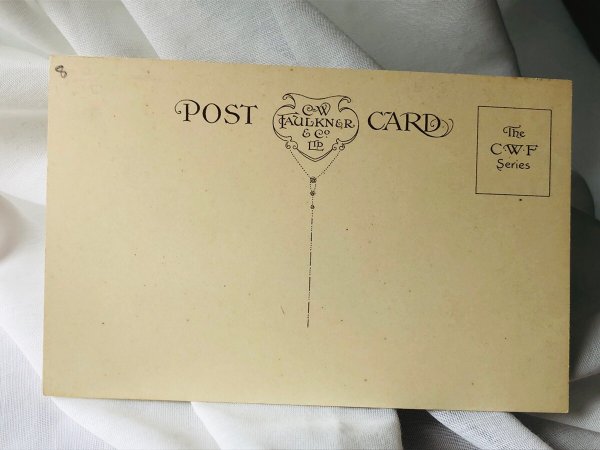 8
POST CARD
C.W
FAULKNER
& Co
LTD
The
C.W.F
Series